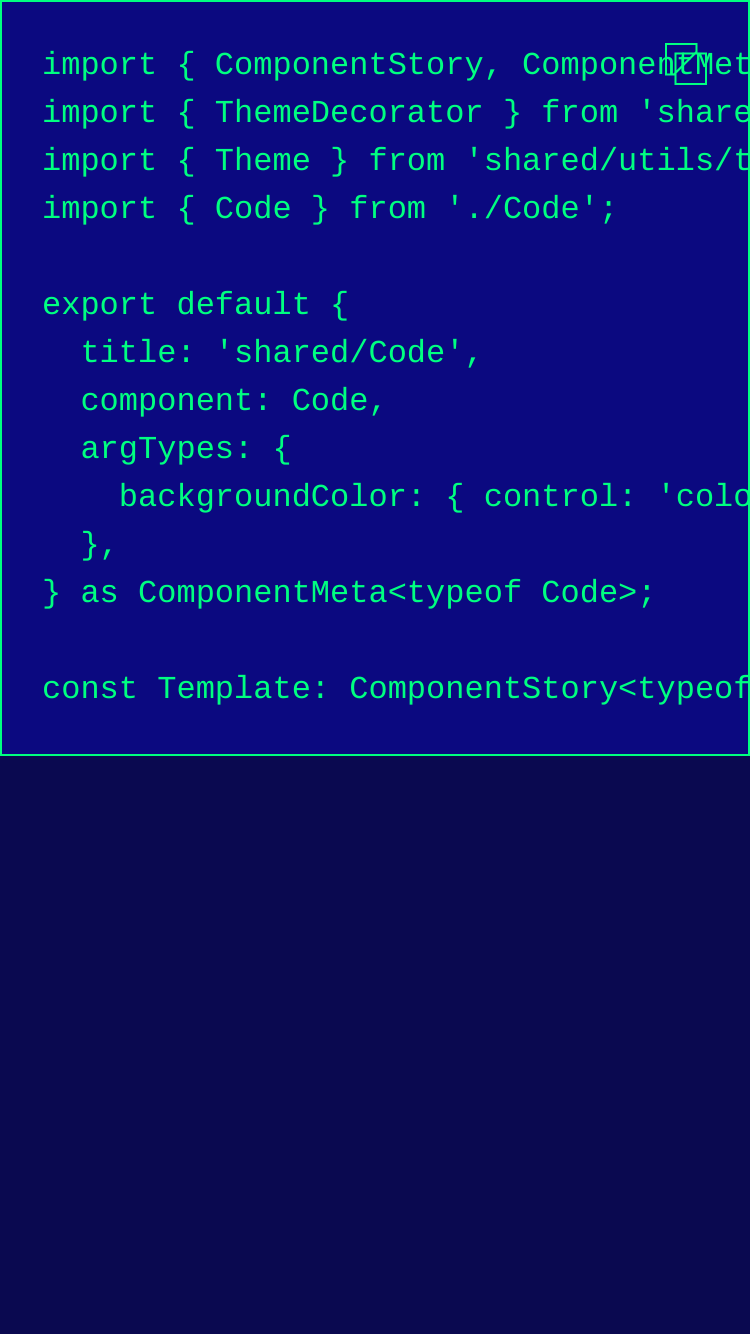 import { ComponentStory, ComponentMet
import { ThemeDecorator } from 'share
import { Theme } from 'shared/utils/t
import { Code } from './Code';
export default {
  title: 'shared/Code',
  component: Code,
  argTypes: {
    backgroundColor: { control: 'colo
  },
} as ComponentMeta<typeof Code>;
const Template: ComponentStory<typeof